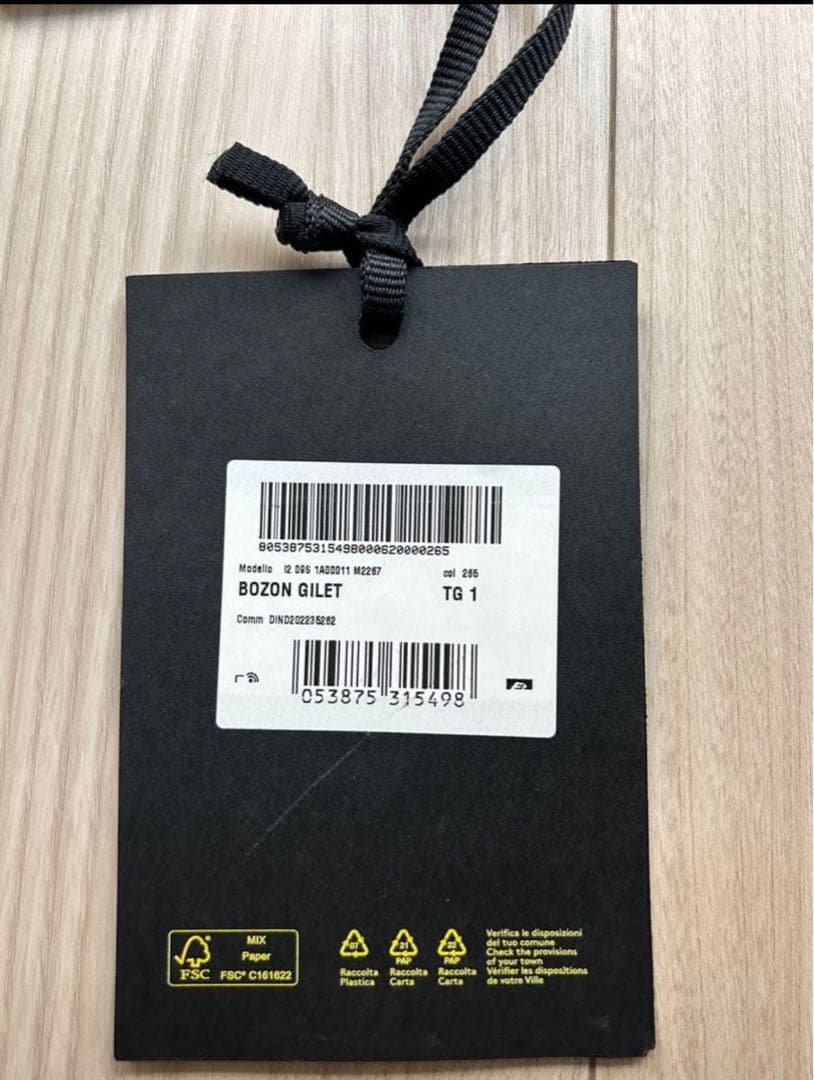 805387531549800062​0000265
Modello I2 09S 1A00011 M2267 col 265
BOZON GILET TG 1
Comm DIND202235262
053875 315498
FSC
MIX
Paper
FSC® C161622
07
Raccolta
Plastica
21
PAP
Raccolta
Carta
22
PAP
Raccolta
Carta
Verifica le disposizioni
del tuo comune
Check the provisions
of your town
Vérifier les dispositions
de votre Ville